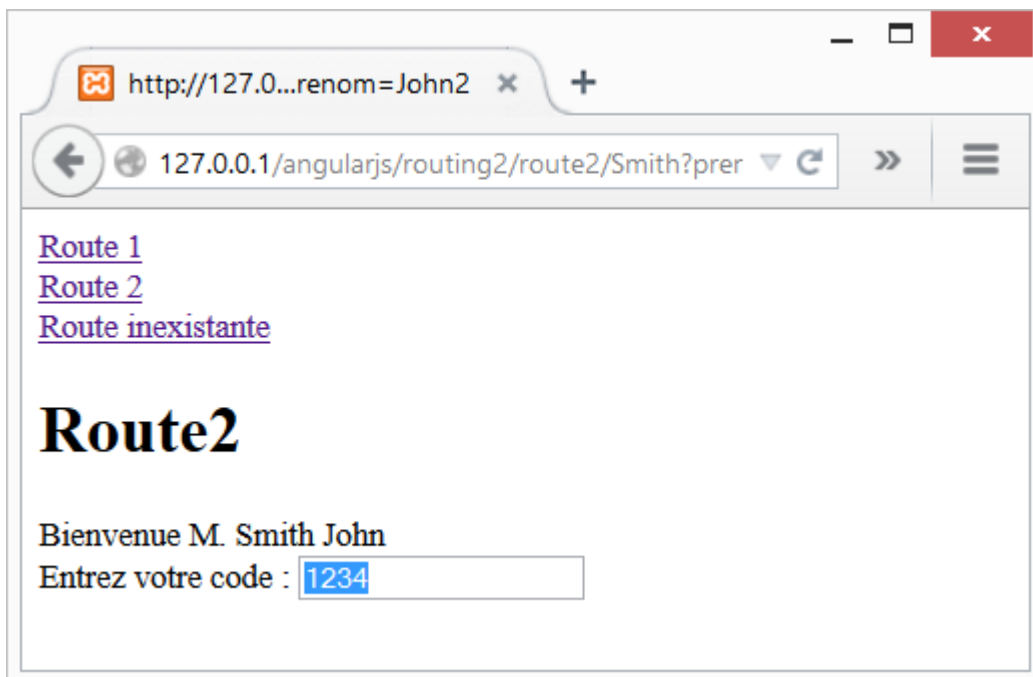 http://127.0...renom=John2
127.0.0.1/angularjs/routing2/route2/Smith?prer
Route 1
Route 2
Route inexistante
Route2
Bienvenue M. Smith John
Entrez votre code : 1234